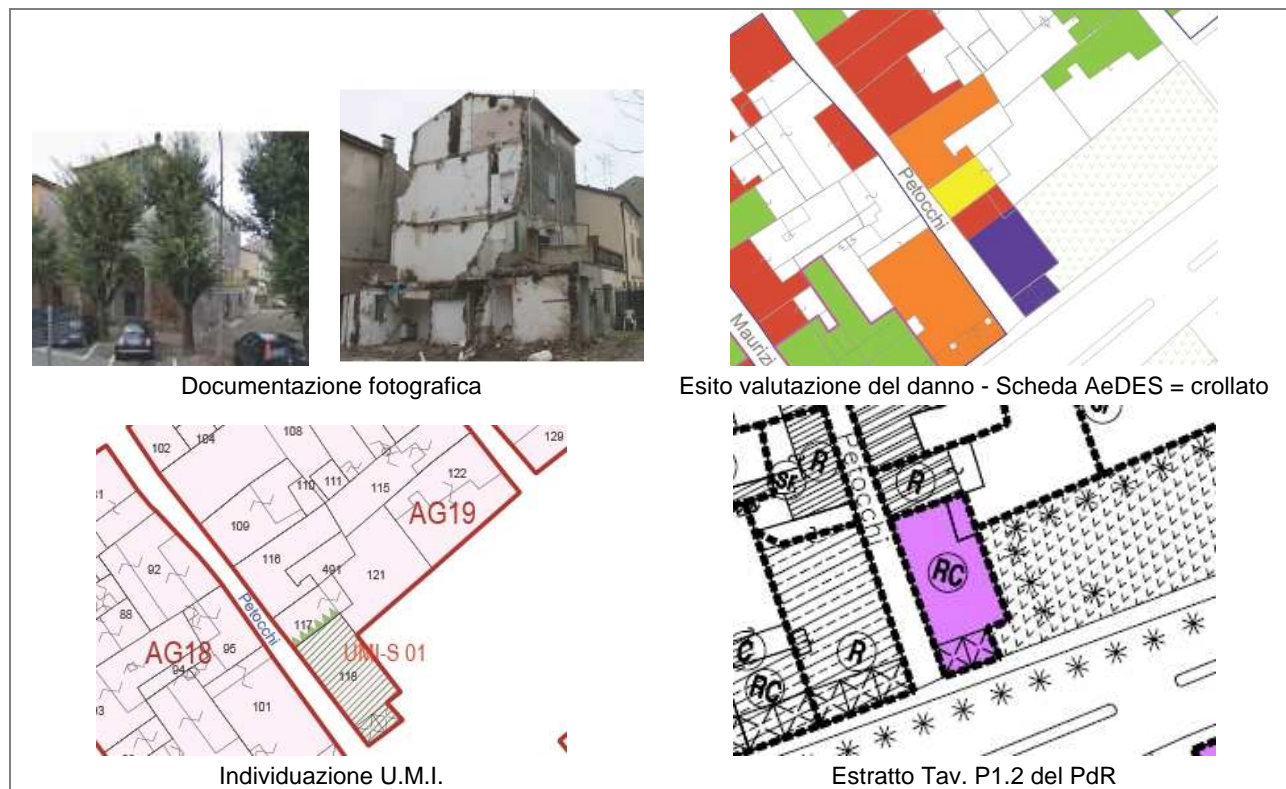 Petocchi
Maurizi
Documentazione fotografica
Esito valutazione del danno - Scheda AeDES = crollato
102
104
108
129
110
111
122
115
AG19
109
116
92
491
121
88
Petocchi
117
AG18
95
UMI-S 01
94
118
101
R
Petocchi
R
SF
RC
R
RC
Individuazione U.M.I.
Estratto Tav. P1.2 del PdR